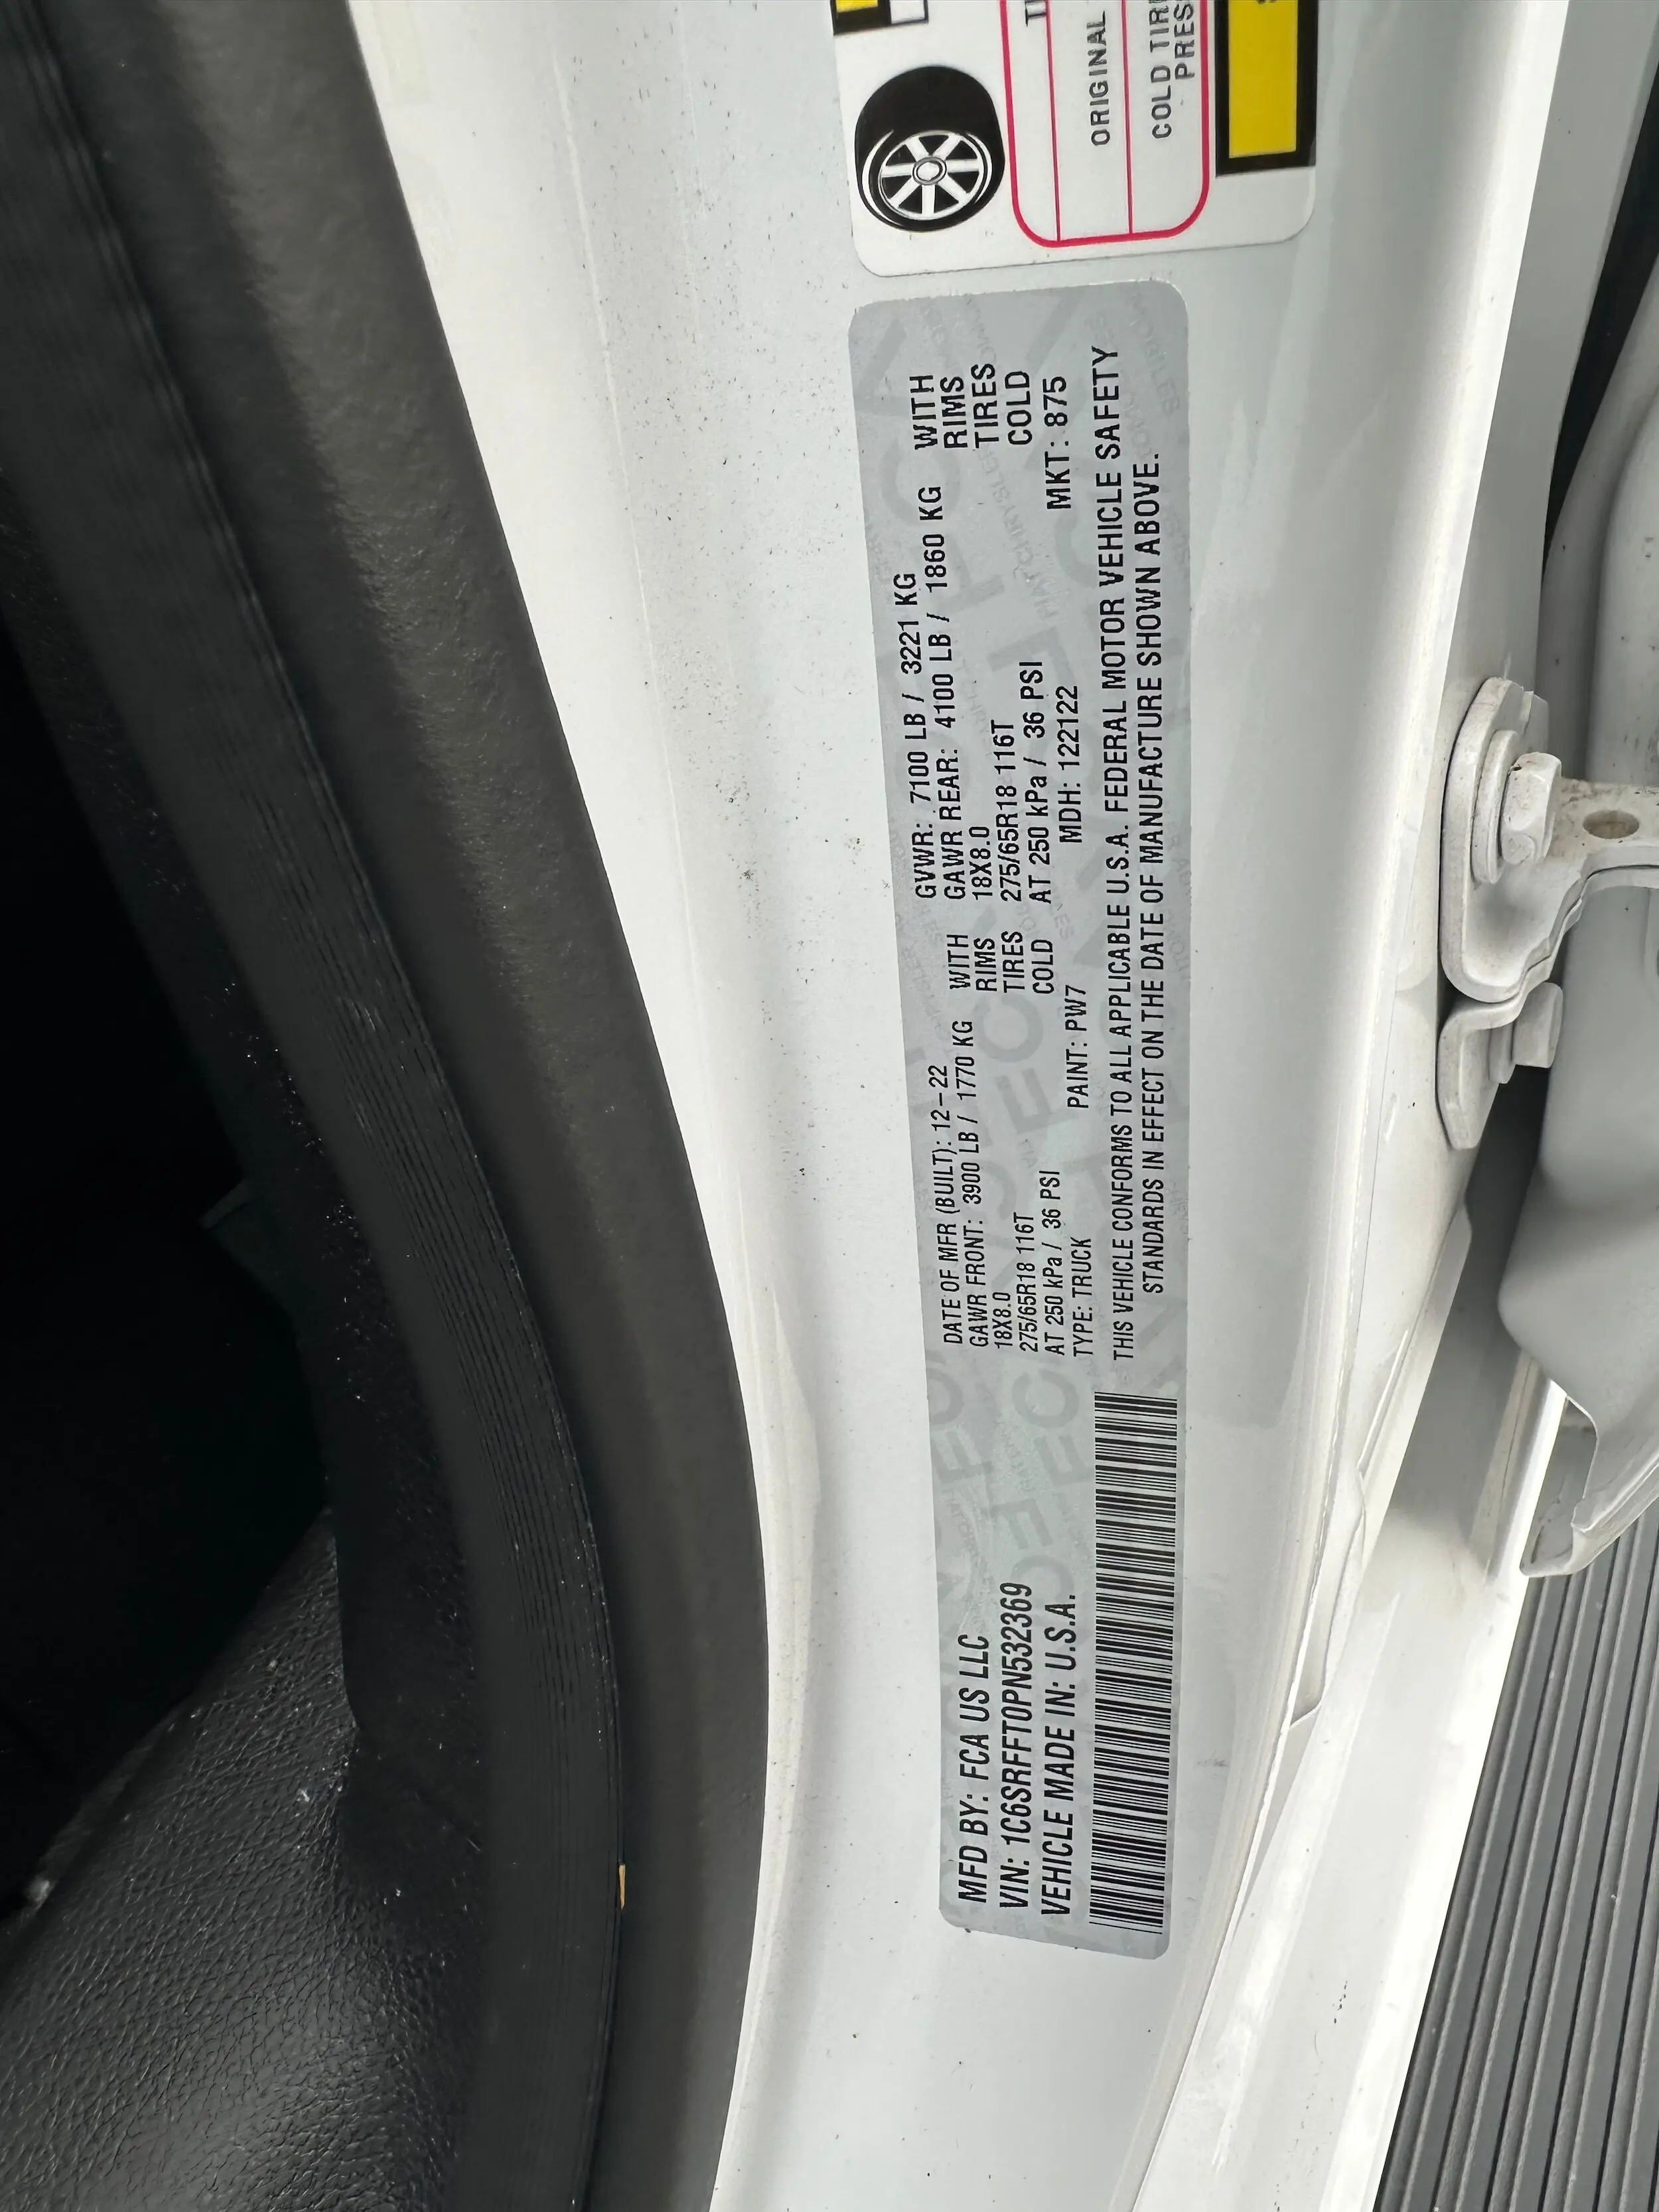 MFD BY: FCA US LLC
VIN: 1C6SRFFT0PN532369
VEHICLE MADE IN: U.S.A.
DATE OF MFR (BUILT): 12-22
GAWR FRONT: 3900 LB / 1770 KG WITH
18X8.0 RIMS
275/65R18 116T TIRES
AT 250 kPa / 36 PSI COLD
TYPE: TRUCK PAINT: PW7
GVWR: 7100 LB / 3221 KG
GAWR REAR: 4100 LB / 1860 KG WITH
18X8.0 RIMS
275/65R18 116T TIRES
AT 250 kPa / 36 PSI COLD
MDH: 122122 MKT: 875
THIS VEHICLE CONFORMS TO ALL APPLICABLE U.S.A. FEDERAL MOTOR VEHICLE SAFETY
STANDARDS IN EFFECT ON THE DATE OF MANUFACTURE SHOWN ABOVE.
ORIGINAL
COLD